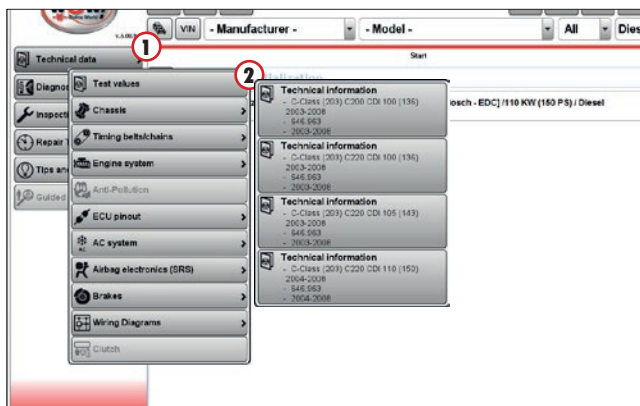 VIN
- Manufacturer -
- Model -
All
Dies
Start
1
Technical data
2
Test values
Chassis
Timing belts/chains
Engine system
Anti-Pollution
ECU pinout
AC system
Airbag electronics (SRS)
Brakes
Wiring Diagrams
Clutch
Diagnos
Inspecti
Repair T
Tips an
Guided
Technical information
- C-Class (203) C200 CDI 100 (136)
2003-2008
- 646.963
- 2003-2008
Technical information
- C-Class (203) C220 CDI 100 (136)
2003-2008
- 646.963
- 2003-2008
Technical information
- C-Class (203) C220 CDI 105 (143)
2003-2008
- 646.963
- 2003-2008
Technical information
- C-Class (203) C220 CDI 110 (150)
2004-2008
- 646.963
- 2004-2008
osch - EDC] /110 KW (150 PS) / Diesel